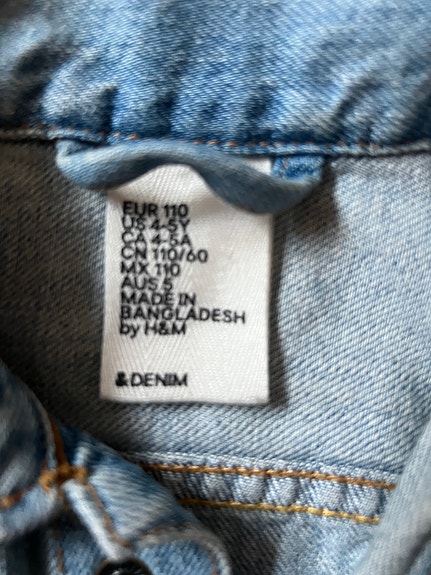 EUR 110
US 4-5Y
CA 4-5A
CN 110/60
MX 110
AUS 5
MADE IN
BANGLADESH
by H&M
&DENIM